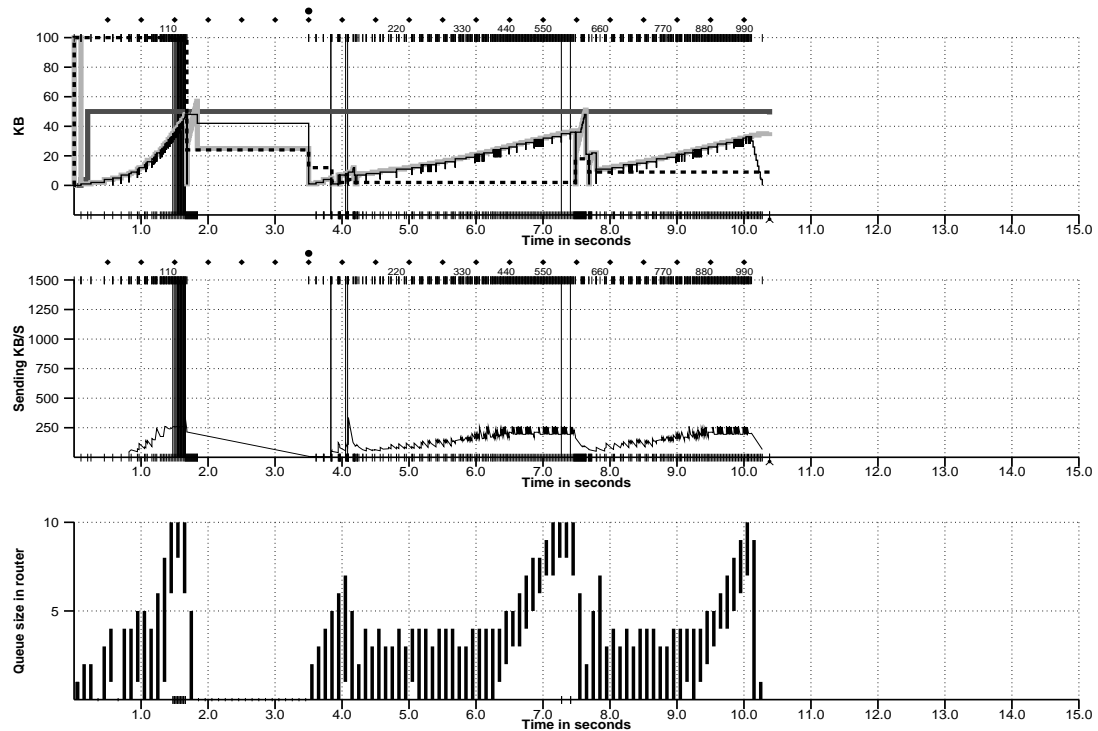 110 220 330 440 550 660 770 880 990
100
80
60
40
20
0
KB
1.0 2.0 3.0 4.0 5.0 6.0 7.0 8.0 9.0 10.0 11.0 12.0 13.0 14.0 15.0
Time in seconds
110 220 330 440 550 660 770 880 990
1500
1250
1000
750
500
250
Sending KB/S
1.0 2.0 3.0 4.0 5.0 6.0 7.0 8.0 9.0 10.0 11.0 12.0 13.0 14.0 15.0
Time in seconds
10
5
Queue size in router
1.0 2.0 3.0 4.0 5.0 6.0 7.0 8.0 9.0 10.0 11.0 12.0 13.0 14.0 15.0
Time in seconds